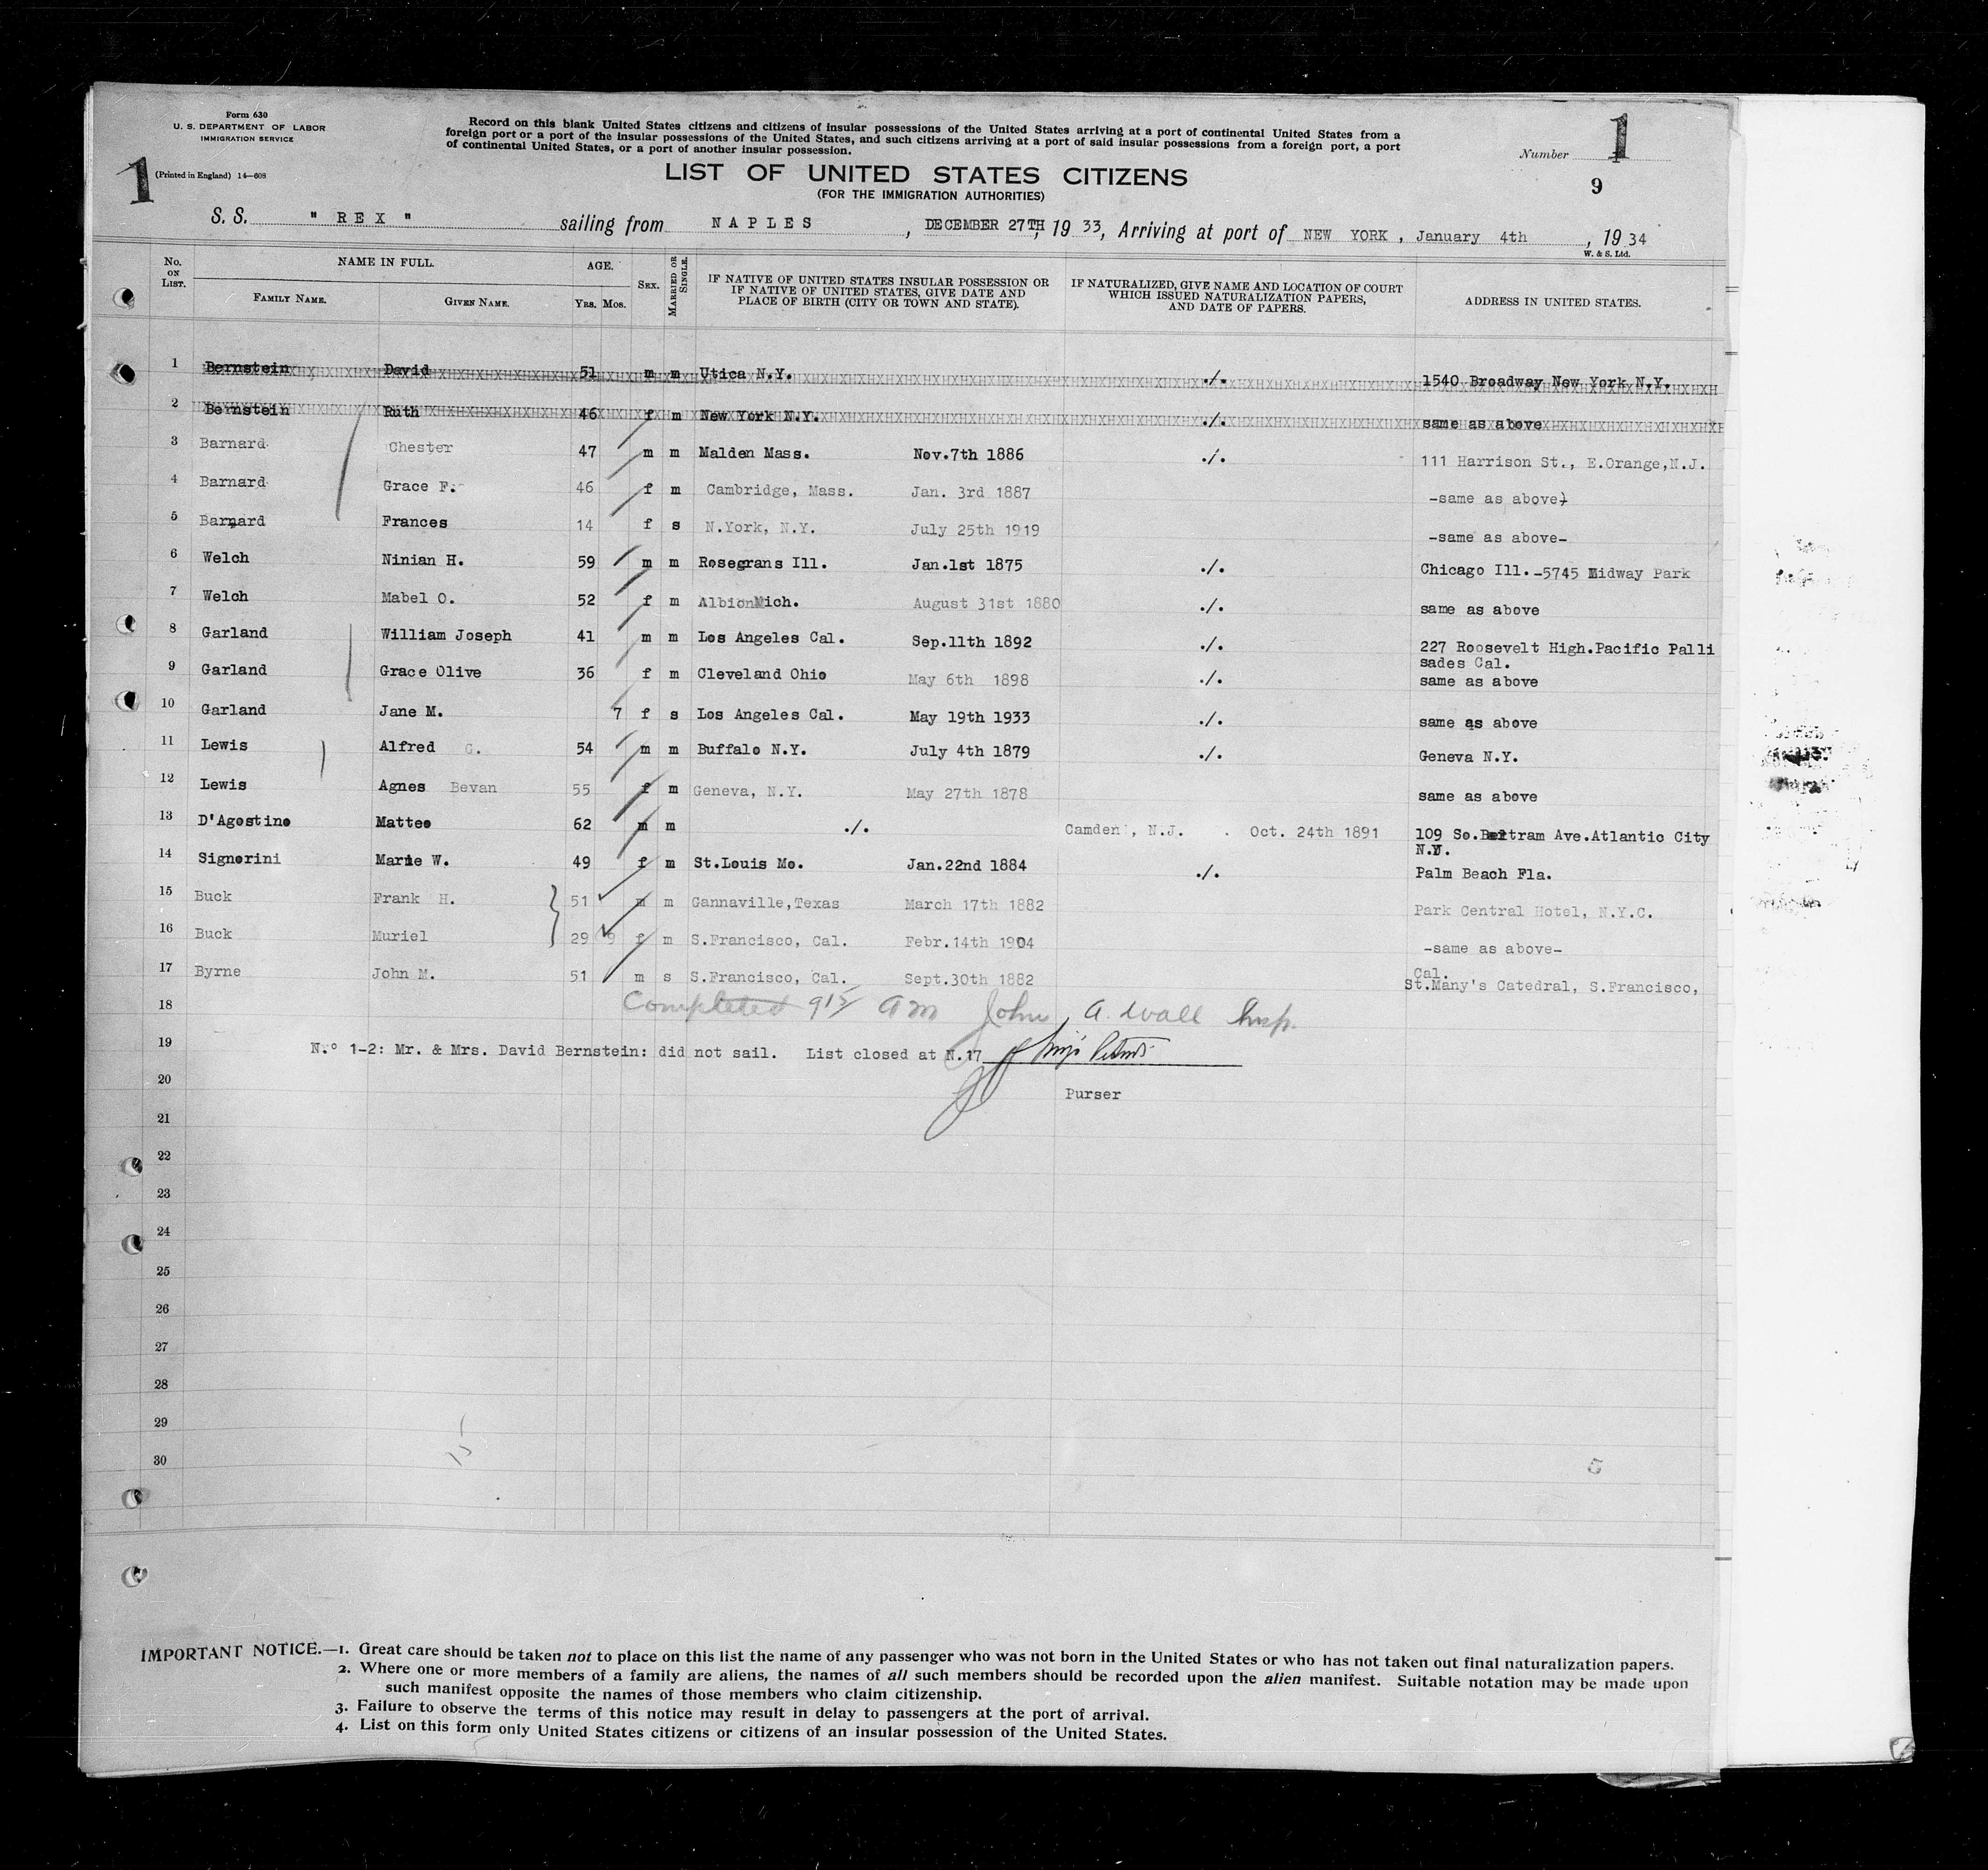 Form 630
U. S. DEPARTMENT OF LABOR
IMMIGRATION SERVICE
(Printed in England) 14—608
1
Record on this blank United States citizens and citizens of insular possessions of the United States arriving at a port of continental United States from a
foreign port or a port of the insular possessions of the United States, and such citizens arriving at a port of said insular possessions from a foreign port, a port
of continental United States, or a port of another insular possession.
LIST OF UNITED STATES CITIZENS
(FOR THE IMMIGRATION AUTHORITIES)
Number 1
9
S. S. " R E X " sailing from N A P L E S , DECEMBER 27TH, 19 33, Arriving at port of NEW YORK , January 4th , 19 34
W. & S. Ltd.
No. ON LIST. NAME IN FULL. FAMILY NAME. GIVEN NAME. AGE. YRS. MOS. SEX. MARRIED OR SINGLE. IF NATIVE OF UNITED STATES INSULAR POSSESSION OR IF NATIVE OF UNITED STATES, GIVE DATE AND PLACE OF BIRTH (CITY OR TOWN AND STATE). IF NATURALIZED, GIVE NAME AND LOCATION OF COURT WHICH ISSUED NATURALIZATION PAPERS, AND DATE OF PAPERS. ADDRESS IN UNITED STATES.
1 Bernstein David 51 m m Utica N.Y. ./. 1540 Broadway New York N.Y.
2 Bernstein Ruth 46 f m New York N.Y. ./. same as above
3 Barnard Chester 47 m m Malden Mass. Nov.7th 1886 ./. 111 Harrison St., E.Orange,N.J.
4 Barnard Grace F. 46 f m Cambridge, Mass. Jan. 3rd 1887 -same as above)
5 Barnard Frances 14 f s N.York, N.Y. July 25th 1919 -same as above-
6 Welch Ninian H. 59 m m Rosegrans Ill. Jan.1st 1875 ./. Chicago Ill.-5745 Midway Park
7 Welch Mabel O. 52 f m Albion Mich. August 31st 1880 ./. same as above
8 Garland William Joseph 41 m m Los Angeles Cal. Sep.11th 1892 ./. 227 Roosevelt High.Pacific Palli
sades Cal.
9 Garland Grace Olive 36 f m Cleveland Ohio May 6th 1898 ./. same as above
10 Garland Jane M. 7 f s Los Angeles Cal. May 19th 1933 ./. same as above
11 Lewis Alfred G. 54 m m Buffalo N.Y. July 4th 1879 ./. Geneva N.Y.
12 Lewis Agnes Bevan 55 f m Geneva, N.Y. May 27th 1878 same as above
13 D'Agostino Matteo 62 m m ./. Camden , N.J. . Oct. 24th 1891 109 So. Ave.Atlantic City
14 Signorini Marie W. 49 f m St.Louis Mo. Jan.22nd 1884 ./. Palm Beach Fla.
15 Buck Frank H. 51 m m Gannaville,Texas March 17th 1882 Park Central Hotel, N.Y.C.
16 Buck Muriel 29 9 f m S.Francisco, Cal. Febr.14th 1904 -same as above-
17 Byrne John M. 51 m s S.Francisco, Cal. Sept.30th 1882 Cal.
St.Many's Catedral, S.Francisco,
18 Completed 915 am John A. Wall Insp.
19 N.º 1-2: Mr. & Mrs. David Bernstein: did not sail. List closed at N.17
20 Purser
21
22
23
24
25
26
27
28
29
30
IMPORTANT NOTICE.—1. Great care should be taken not to place on this list the name of any passenger who was not born in the United States or who has not taken out final naturalization papers.
2. Where one or more members of a family are aliens, the names of all such members should be recorded upon the alien manifest. Suitable notation may be made upon
such manifest opposite the names of those members who claim citizenship.
3. Failure to observe the terms of this notice may result in delay to passengers at the port of arrival.
4. List on this form only United States citizens or citizens of an insular possession of the United States.